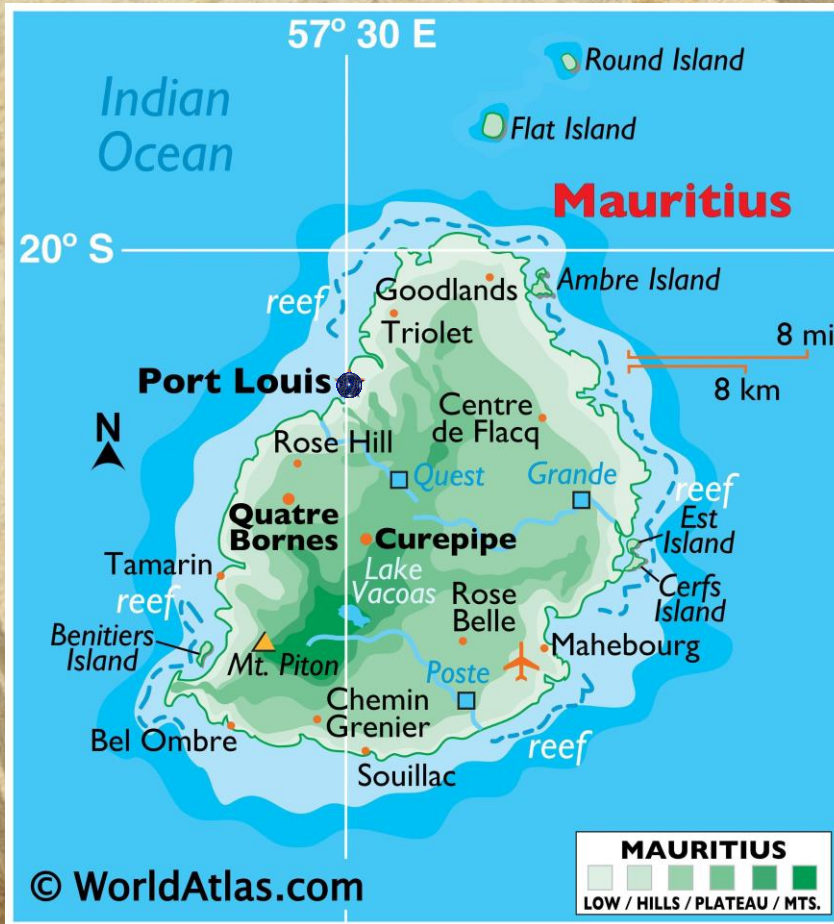 57° 30 E
Round Island
Indian
Ocean
Flat Island
Mauritius
20° S
Ambre Island
reef
Goodlands
Triolet
8 mi
Port Louis
8 km
N
Centre
de Flacq
Rose Hill
Quest
Grande
reef
Quatre
Bornes
Est
Island
Curepipe
Tamarin
Lake
Vacoas
Cerfs
Island
reef
Rose
Belle
Benitiers
Island
Mahebourg
Mt. Piton
Poste
Chemin
Grenier
Bel Ombre
reef
Souillac
MAURITIUS
© WorldAtlas.com
LOW / HILLS / PLATEAU / MTS.